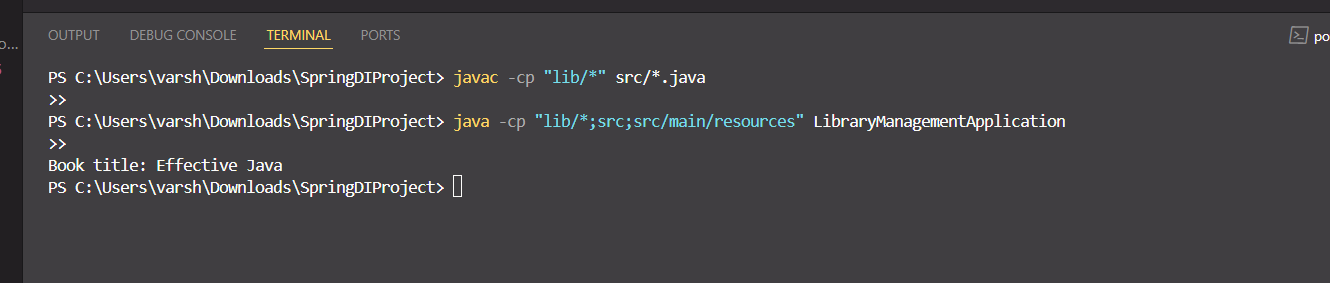 OUTPUT DEBUG CONSOLE TERMINAL PORTS
PS C:\Users\varsh\Downloads\SpringDIProject> javac -cp "lib/*" src/*.java
>>
PS C:\Users\varsh\Downloads\SpringDIProject> java -cp "lib/*;src;src/main/resources" LibraryManagementApplication
>>
Book title: Effective Java
PS C:\Users\varsh\Downloads\SpringDIProject>